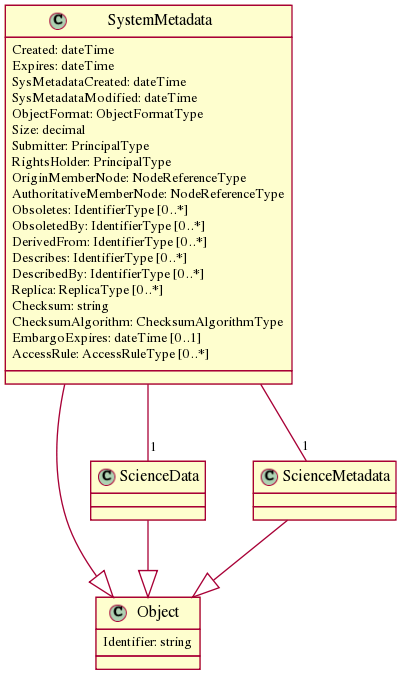 C SystemMetadata
Created: dateTime
Expires: dateTime
SysMetadataCreated: dateTime
SysMetadataModified: dateTime
ObjectFormat: ObjectFormatType
Size: decimal
Submitter: PrincipalType
RightsHolder: PrincipalType
OriginMemberNode: NodeReferenceType
AuthoritativeMemberNode: NodeReferenceType
Obsoletes: IdentifierType [0..*]
ObsoletedBy: IdentifierType [0..*]
DerivedFrom: IdentifierType [0..*]
Describes: IdentifierType [0..*]
DescribedBy: IdentifierType [0..*]
Replica: ReplicaType [0..*]
Checksum: string
ChecksumAlgorithm: ChecksumAlgorithmType
EmbargoExpires: dateTime [0..1]
AccessRule: AccessRuleType [0..*]
1 1
C ScienceData C ScienceMetadata
C Object
Identifier: string